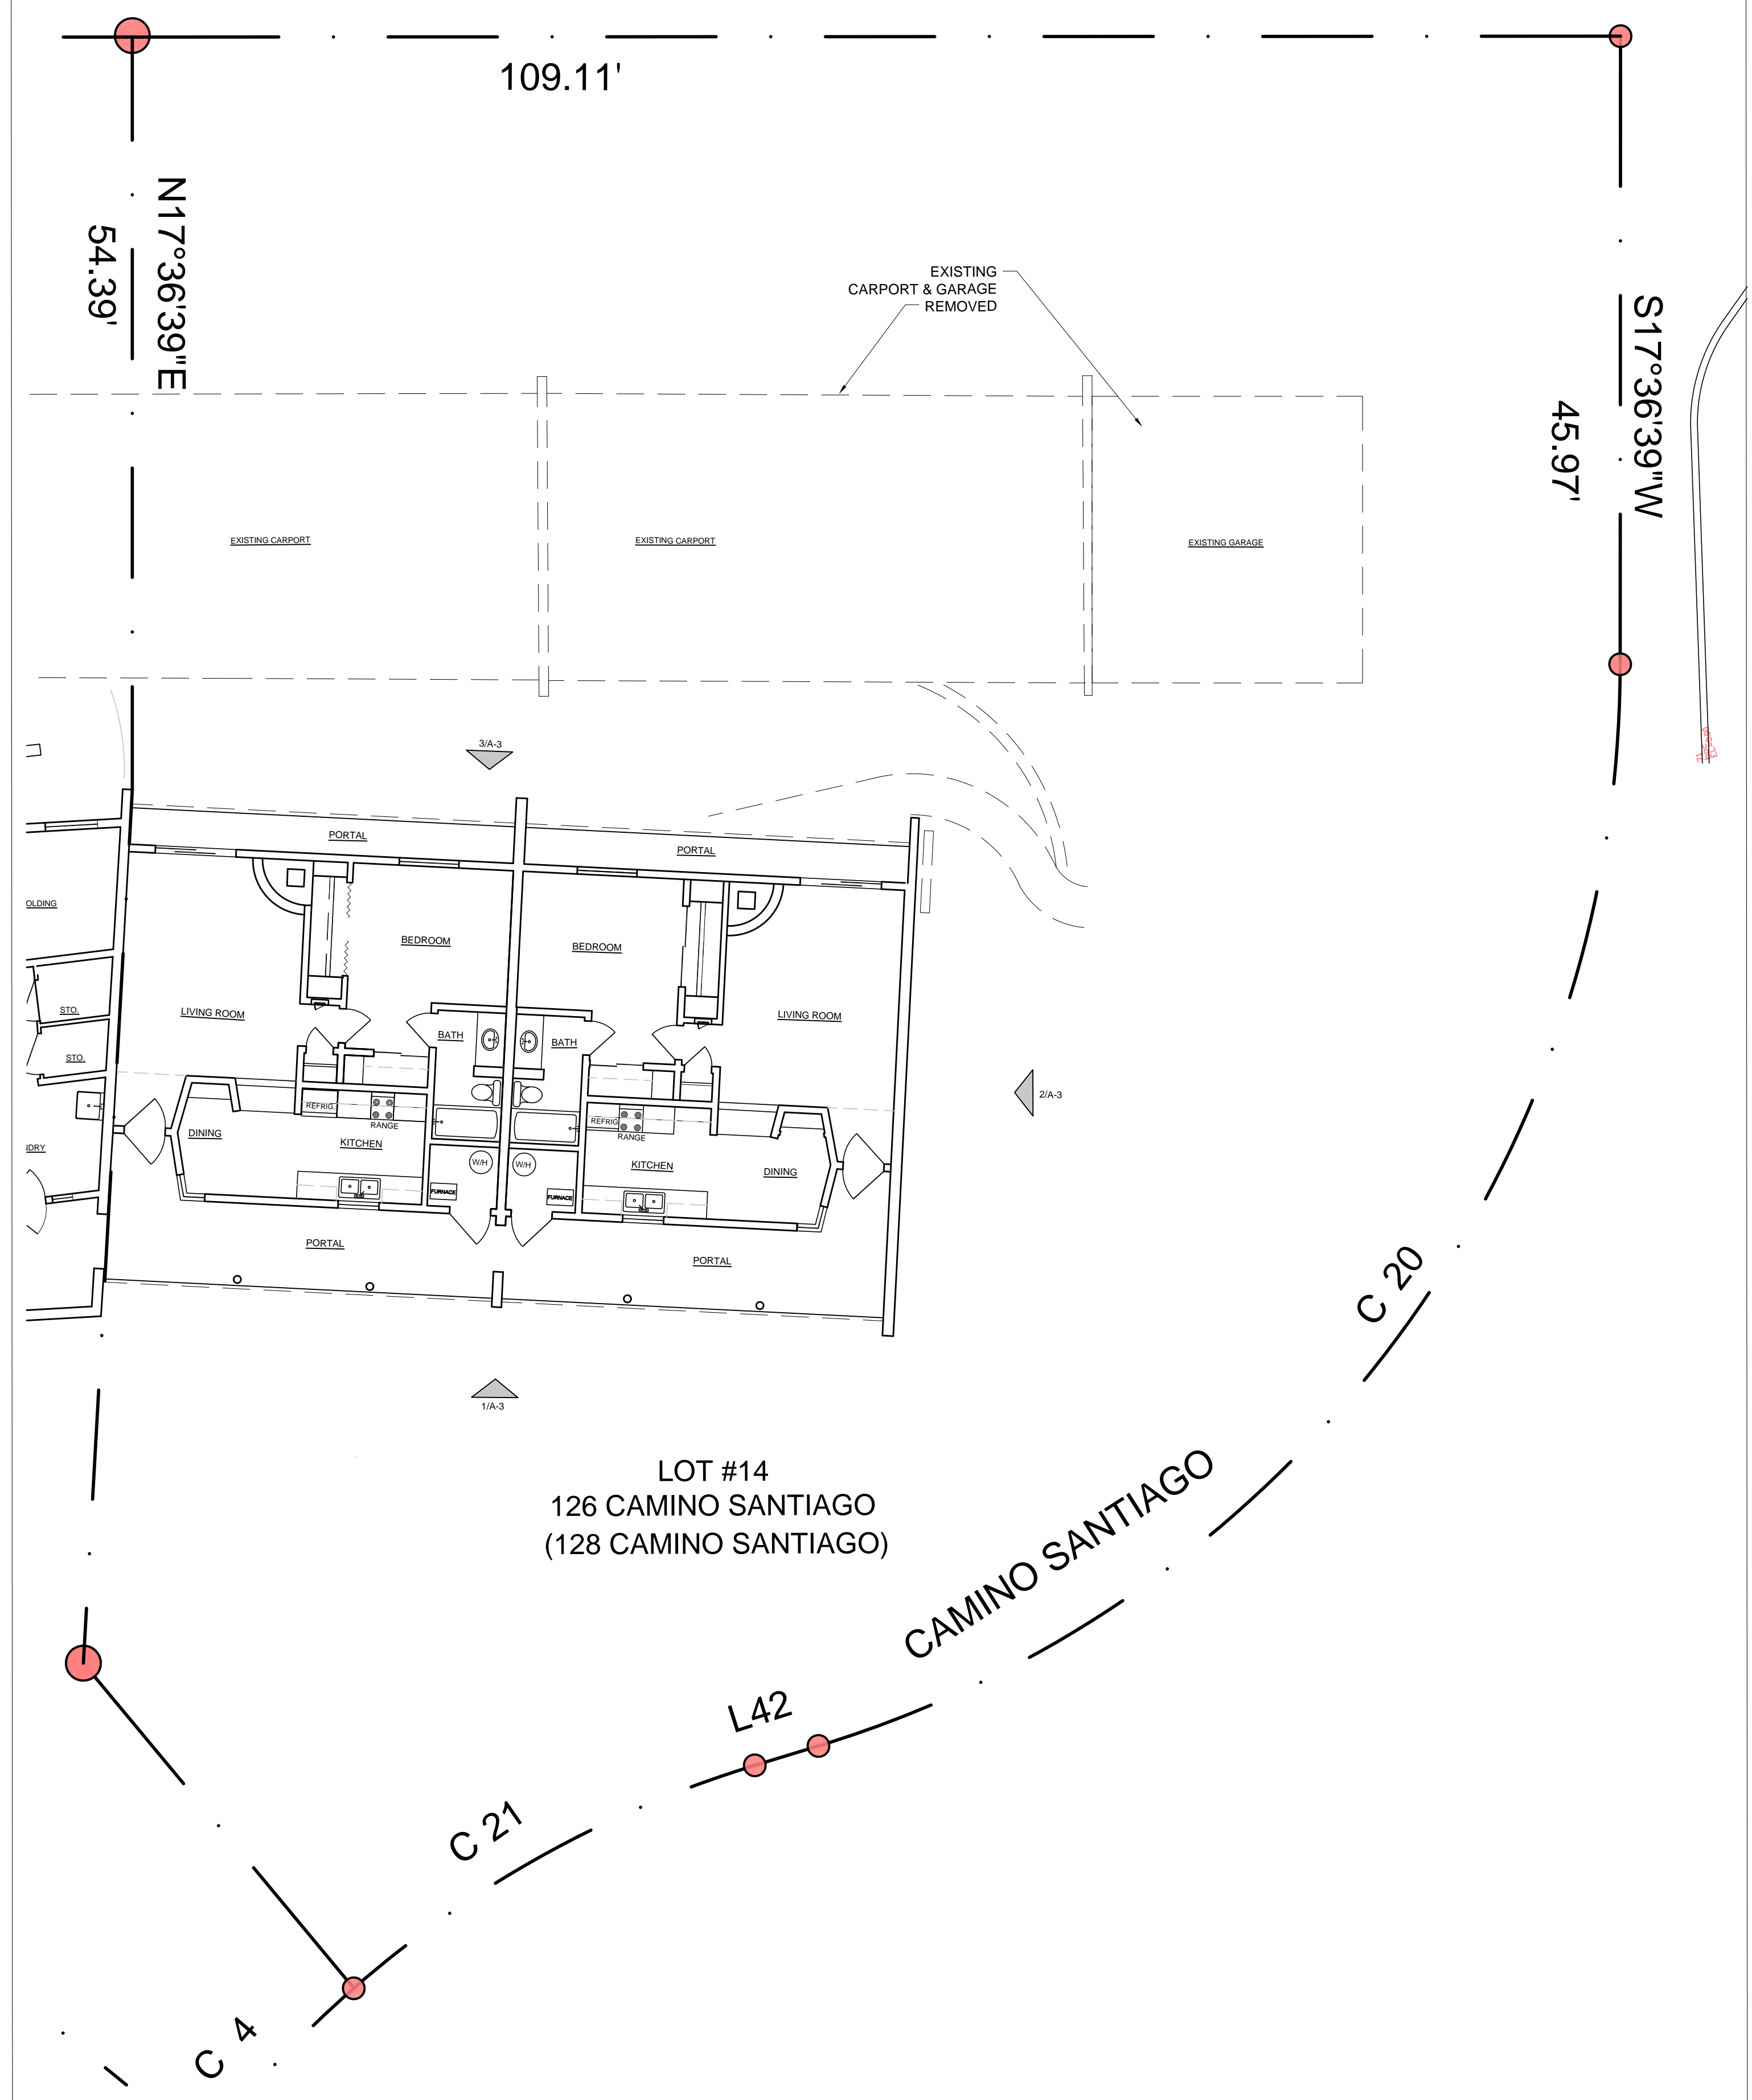 109.11'
N17°36'39"E
54.39'
EXISTING
CARPORT & GARAGE
REMOVED
S17°36'39"W
45.97'
EXISTING CARPORT
EXISTING CARPORT
EXISTING GARAGE
3/A-3
PORTAL
PORTAL
OLDING
BEDROOM
BEDROOM
STO.
LIVING ROOM
LIVING ROOM
BATH
BATH
STO.
2/A-3
REFRIG.
RANGE
REFRIG.
RANGE
DINING
KITCHEN
NDRY
W/H
W/H
KITCHEN
DINING
FURNACE
FURNACE
PORTAL
PORTAL
C 20
1/A-3
LOT #14
126 CAMINO SANTIAGO
(128 CAMINO SANTIAGO)
CAMINO SANTIAGO
L42
C 21
C 4